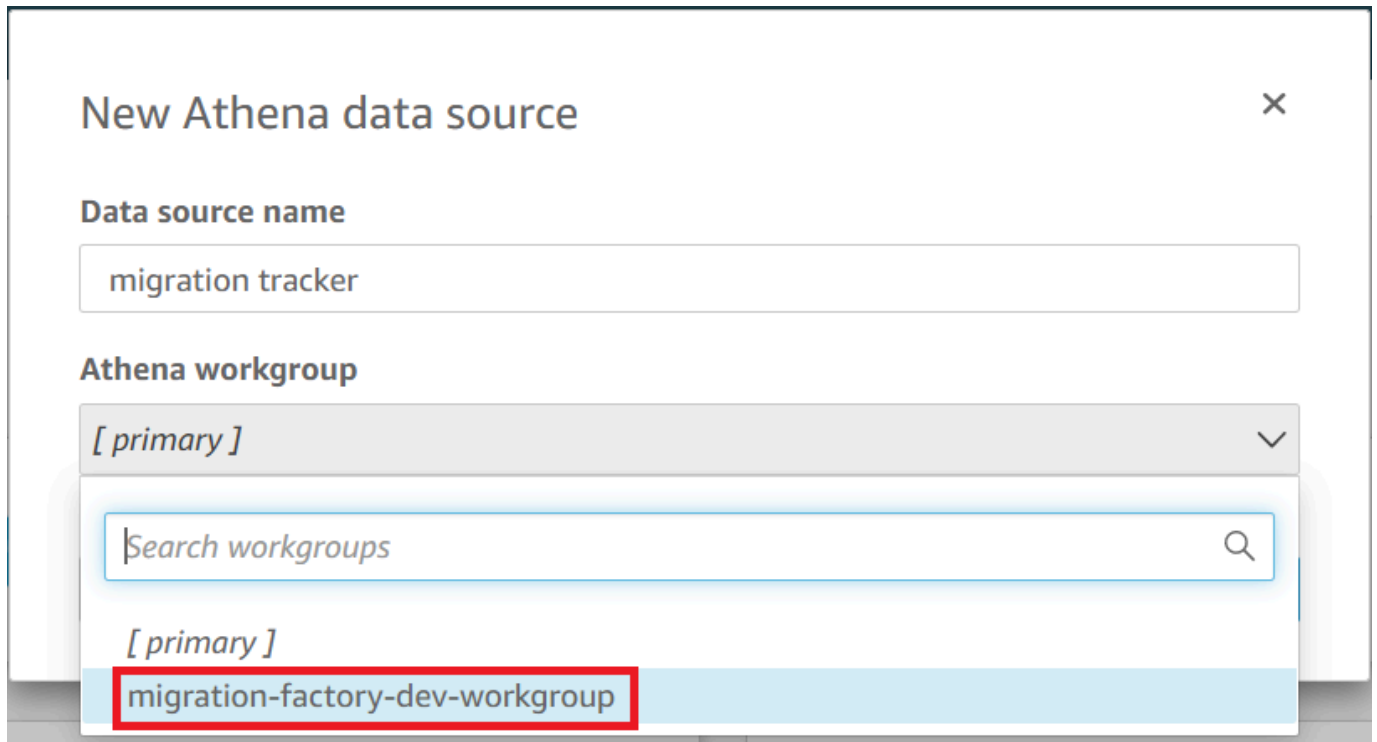 New Athena data source
Data source name
migration tracker
Athena workgroup
[ primary ]
Search workgroups
[ primary ]
migration-factory-dev-workgroup